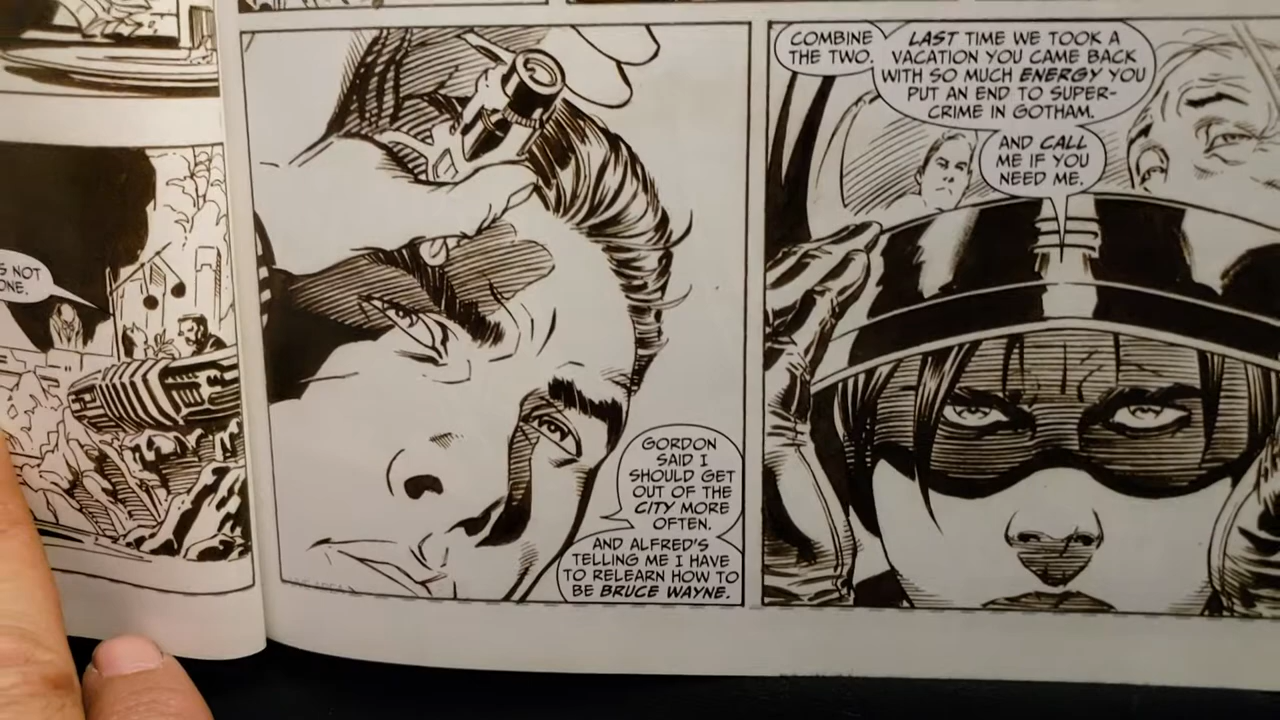 S NOT
ONE.
GORDON
SAID I
SHOULD GET
OUT OF THE
CITY MORE
OFTEN.
AND ALFRED'S
TELLING ME I HAVE
TO RELEARN HOW TO
BE BRUCE WAYNE.
COMBINE
THE TWO.
LAST TIME WE TOOK A
VACATION YOU CAME BACK
WITH SO MUCH ENERGY YOU
PUT AN END TO SUPER-
CRIME IN GOTHAM.
AND CALL
ME IF YOU
NEED ME.